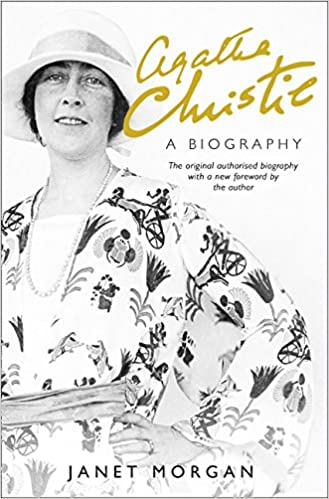 Agatha
Christie
A BIOGRAPHY
The original authorised biography
with a new foreword by
the author
JANET MORGAN